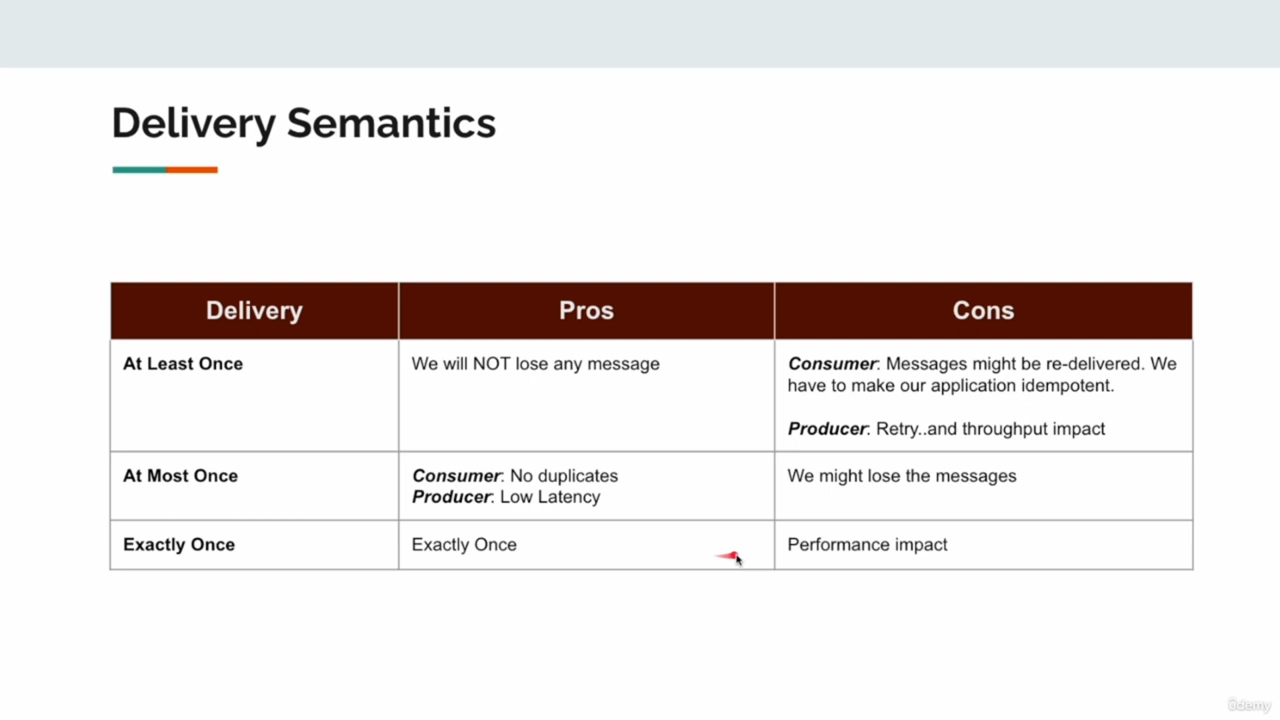 Delivery Semantics
Delivery
Pros
Cons
At Least Once
We will NOT lose any message
Consumer: Messages might be re-delivered. We
have to make our application idempotent.
Producer: Retry..and throughput impact
At Most Once
Consumer: No duplicates
Producer: Low Latency
We might lose the messages
Exactly Once
Exactly Once
Performance impact
ûdemy